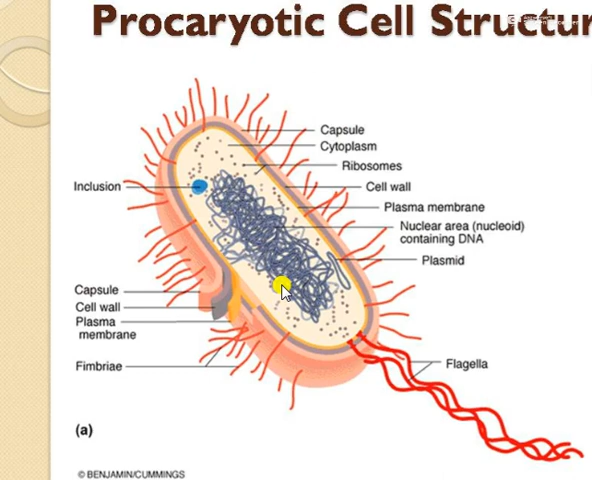 Procaryotic Cell Structur
Capsule
Cytoplasm
Ribosomes
Inclusion
Cell wall
Plasma membrane
Nuclear area (nucleoid)
containing DNA
Plasmid
Capsule
Cell wall
Plasma
membrane
Fimbriae
Flagella
(a)
© BENJAMIN/CUMMINGS